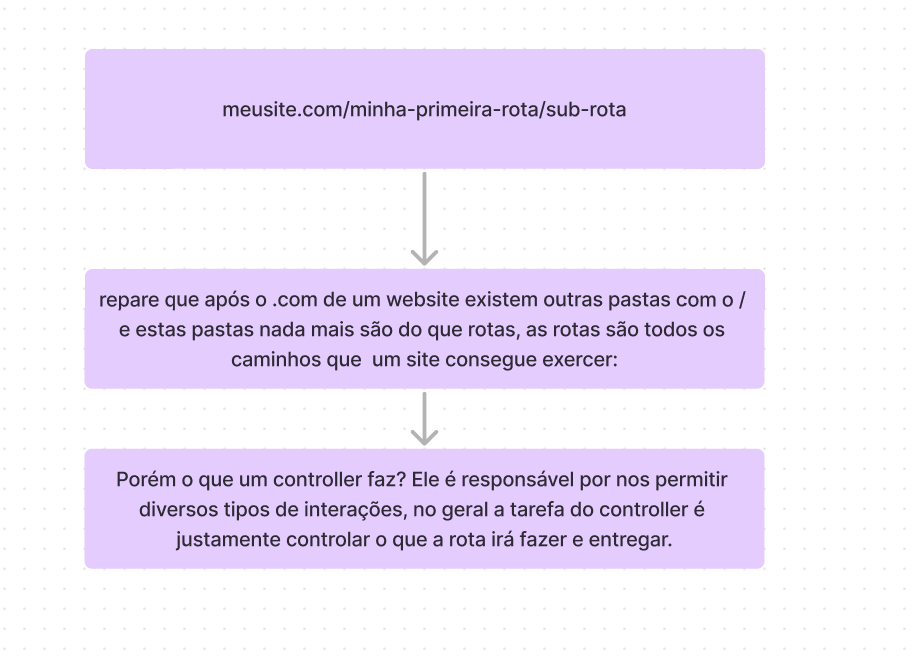 meusite.com/minha-primeira-rota/sub-rota
repare que após o .com de um website existem outras pastas com o /
e estas pastas nada mais são do que rotas, as rotas são todos os
caminhos que  um site consegue exercer:
Porém o que um controller faz? Ele é responsável por nos permitir
diversos tipos de interações, no geral a tarefa do controller é
justamente controlar o que a rota irá fazer e entregar.